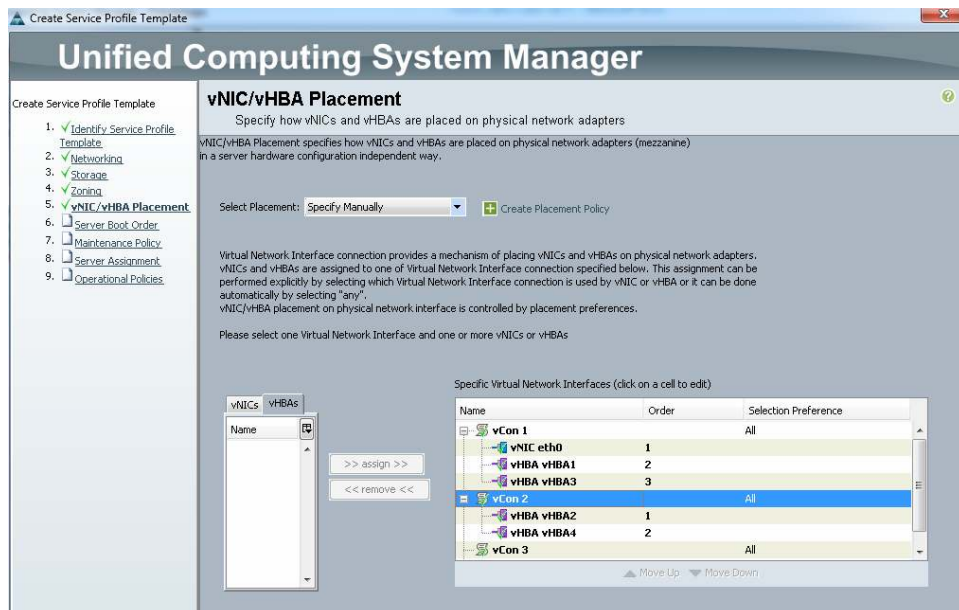 Create Service Profile Template
Unified Computing System Manager
Create Service Profile Template
1. Identify Service Profile
Template
2. Networking
3. Storage
4. Zoning
5. vNIC/vHBA Placement
6. Server Boot Order
7. Maintenance Policy
8. Server Assignment
9. Operational Policies
vNIC/vHBA Placement
Specify how vNICs and vHBAs are placed on physical network adapters
vNIC/vHBA Placement specifies how vNICs and vHBAs are placed on physical network adapters (mezzanine)
in a server hardware configuration independent way.
Select Placement: Specify Manually Create Placement Policy
Virtual Network Interface connection provides a mechanism of placing vNICs and vHBAs on physical network adapters.
vNICs and vHBAs are assigned to one of Virtual Network Interface connection specified below. This assignment can be
performed explicitly by selecting which Virtual Network Interface connection is used by vNIC or vHBA or it can be done
automatically by selecting "any".
vNIC/vHBA placement on physical network interface is controlled by placement preferences.
Please select one Virtual Network Interface and one or more vNICs or vHBAs
vNICs vHBAs
Name
>> assign >>
<< remove <<
Specific Virtual Network Interfaces (click on a cell to edit)
Name Order Selection Preference
vCon 1 All
vNIC eth0 1
vHBA vHBA1 2
vHBA vHBA3 3
vCon 2 All
vHBA vHBA2 1
vHBA vHBA4 2
vCon 3 All
Move Up Move Down